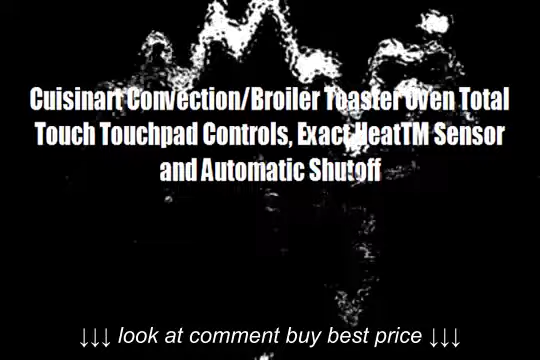 Cuisinart Convection/Broiler Toaster Oven Total
Touch Touchpad Controls, Exact HeatTM Sensor
and Automatic Shutoff
↓↓↓ look at comment buy best price ↓↓↓